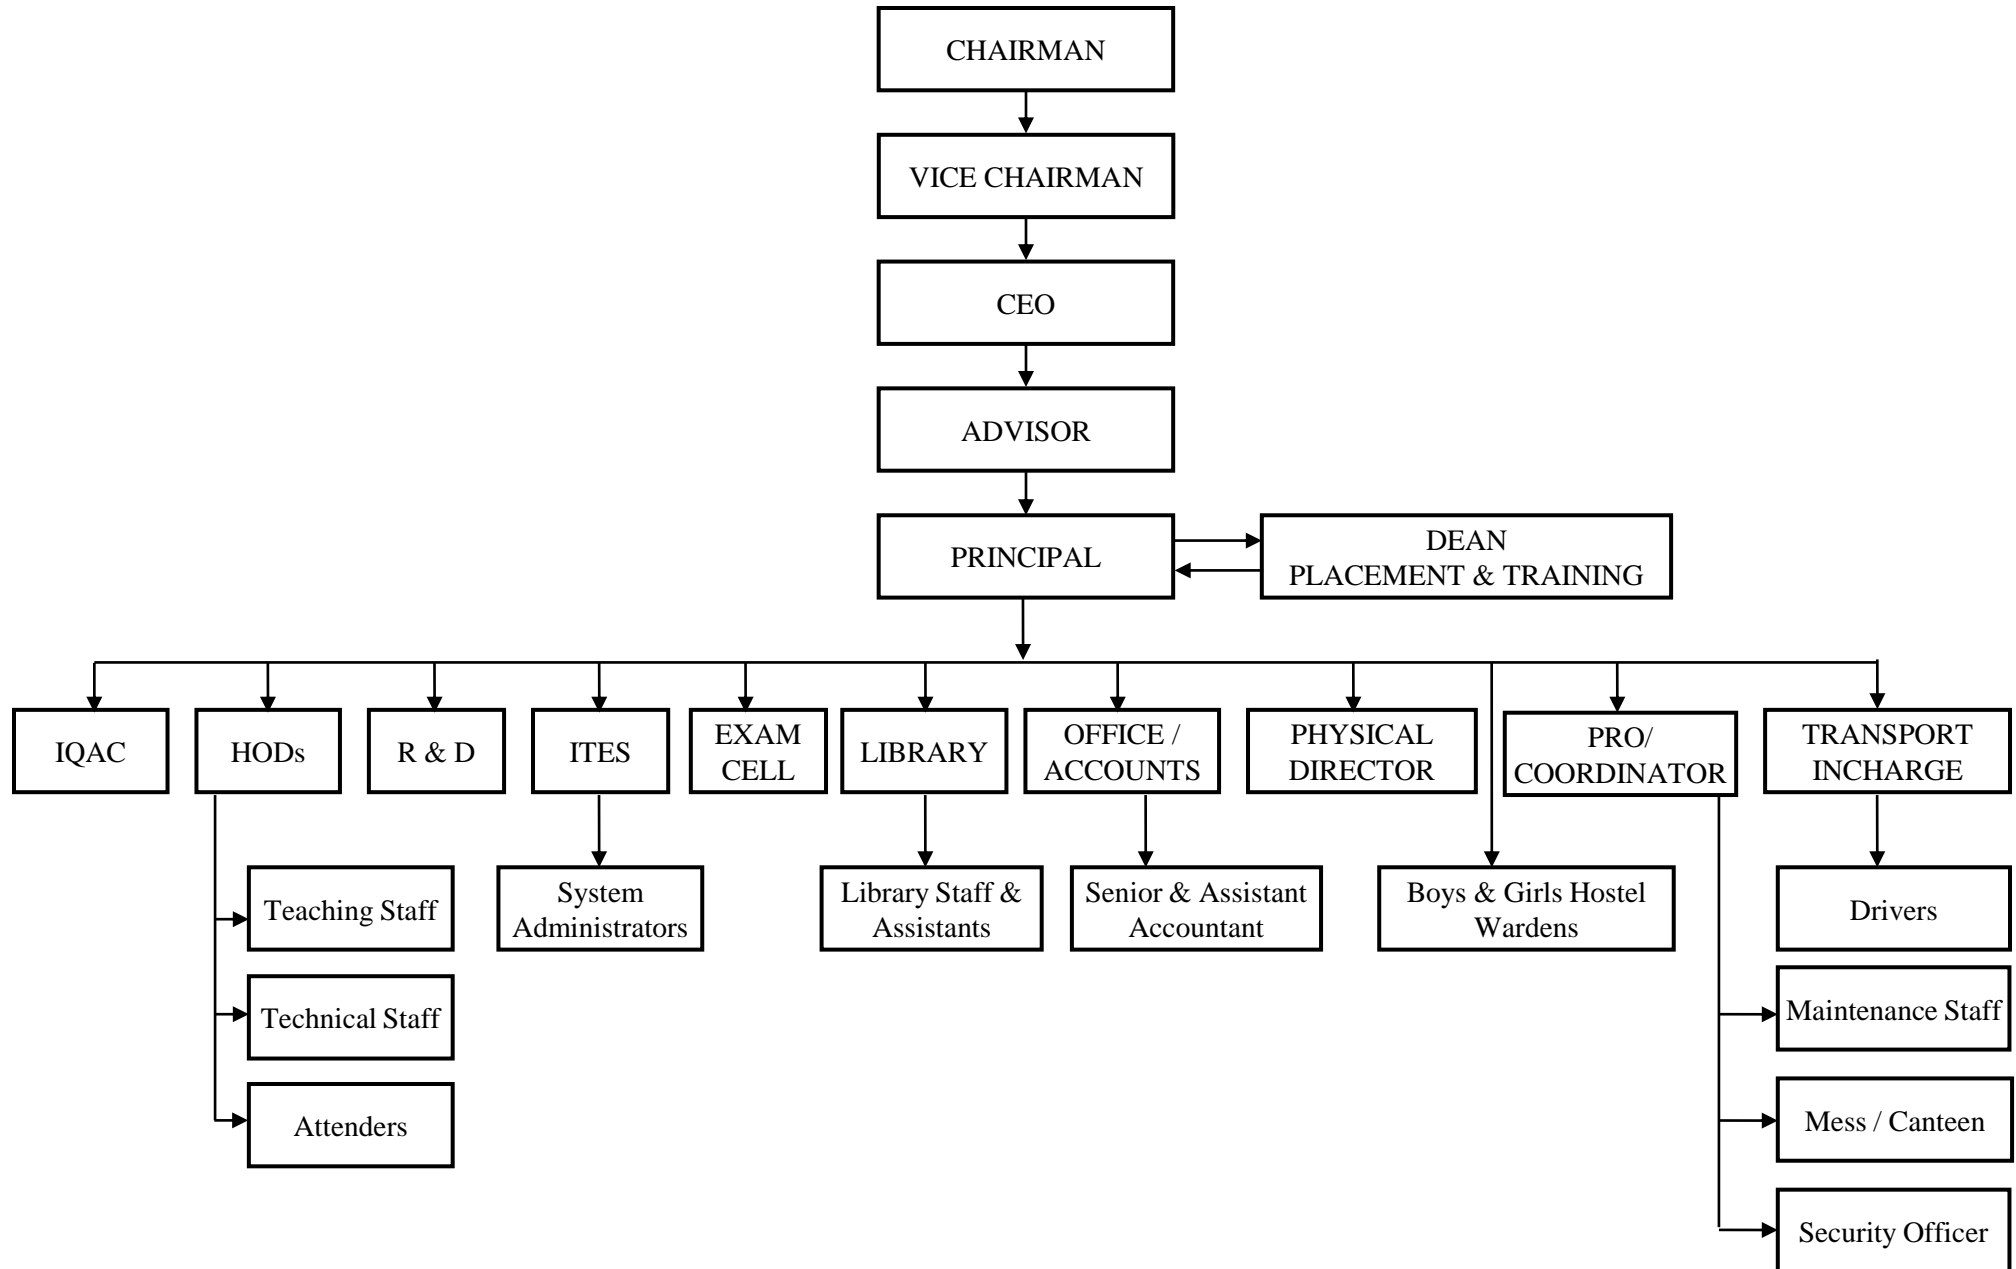 CHAIRMAN
VICE CHAIRMAN
CEO
ADVISOR
PRINCIPAL
DEAN
PLACEMENT & TRAINING
IQAC
HODs
R & D
ITES
EXAM
CELL
LIBRARY
OFFICE /
ACCOUNTS
PHYSICAL
DIRECTOR
PRO/
COORDINATOR
TRANSPORT
INCHARGE
Teaching Staff
System
Administrators
Library Staff &
Assistants
Senior & Assistant
Accountant
Boys & Girls Hostel
Wardens
Drivers
Technical Staff
Maintenance Staff
Attenders
Mess / Canteen
Security Officer